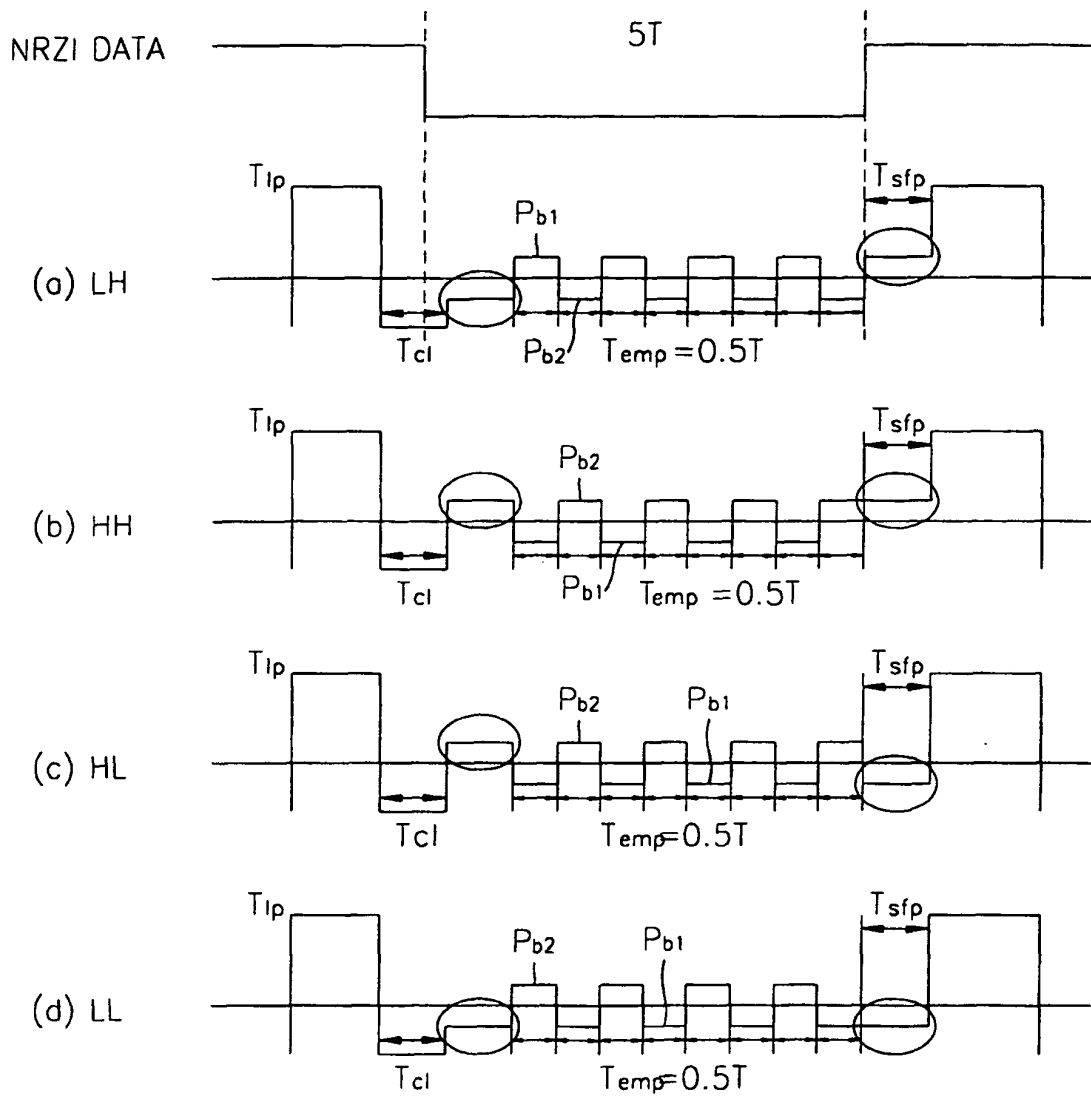 NRZI DATA
5T
Tlp
Tsfp
Pb1
(a) LH
Tcl
Pb2
Temp=0.5T
Tlp
Tsfp
Pb2
(b) HH
Tcl
Pb1
Temp=0.5T
Tlp
Tsfp
Pb2
Pb1
(c) HL
Tcl
Temp=0.5T
Tlp
Tsfp
Pb2
Pb1
(d) LL
Tcl
Temp=0.5T